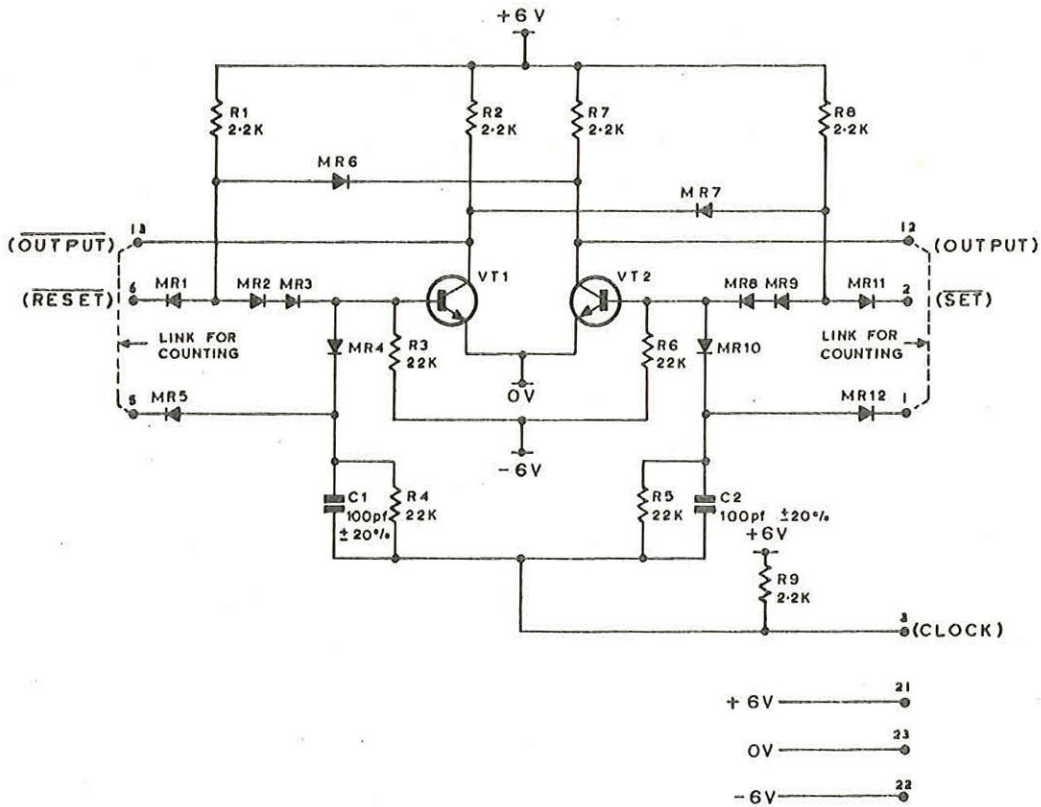 +6V
R1
2·2K
R2
2·2K
R7
2·2K
R8
2·2K
MR6
MR7
13
(OUTPUT)
12
(OUTPUT)
VT1
VT2
6
(RESET)
MR1
MR2
MR3
MR8
MR9
MR11
2
(SET)
LINK FOR
COUNTING
MR4
R3
22K
R6
22K
MR10
LINK FOR
COUNTING
0V
MR5
5
MR12
1
-6V
C1
100pf
±20%
R4
22K
R5
22K
C2
100pf ±20%
+6V
R9
2·2K
3
(CLOCK)
+6V
21
0V
23
-6V
22